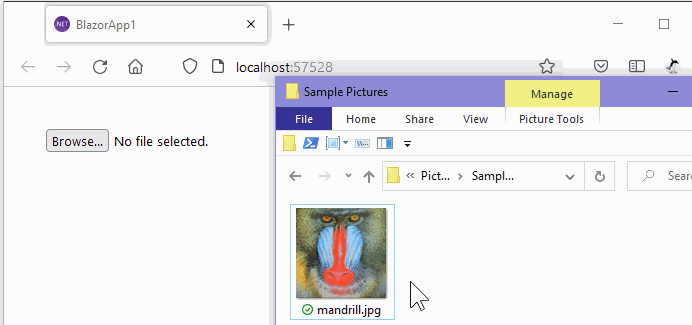 NET BlazorApp1
localhost:57528
Browse... No file selected.
Sample Pictures
Manage
File Home Share View Picture Tools
Pict... Sampl...
Sear
mandrill.jpg